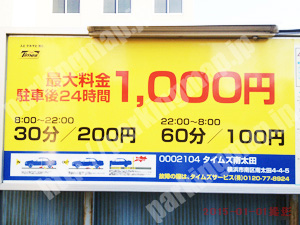 Times
最大料金
駐車後24時間
1,000円
8:00〜22:00
30分/200円
22:00〜8:00
60分/100円
0002104 タイムズ南太田
横浜市南区南太田4-4-5
故障の際は、タイムズサービス(株)0120-77-8924